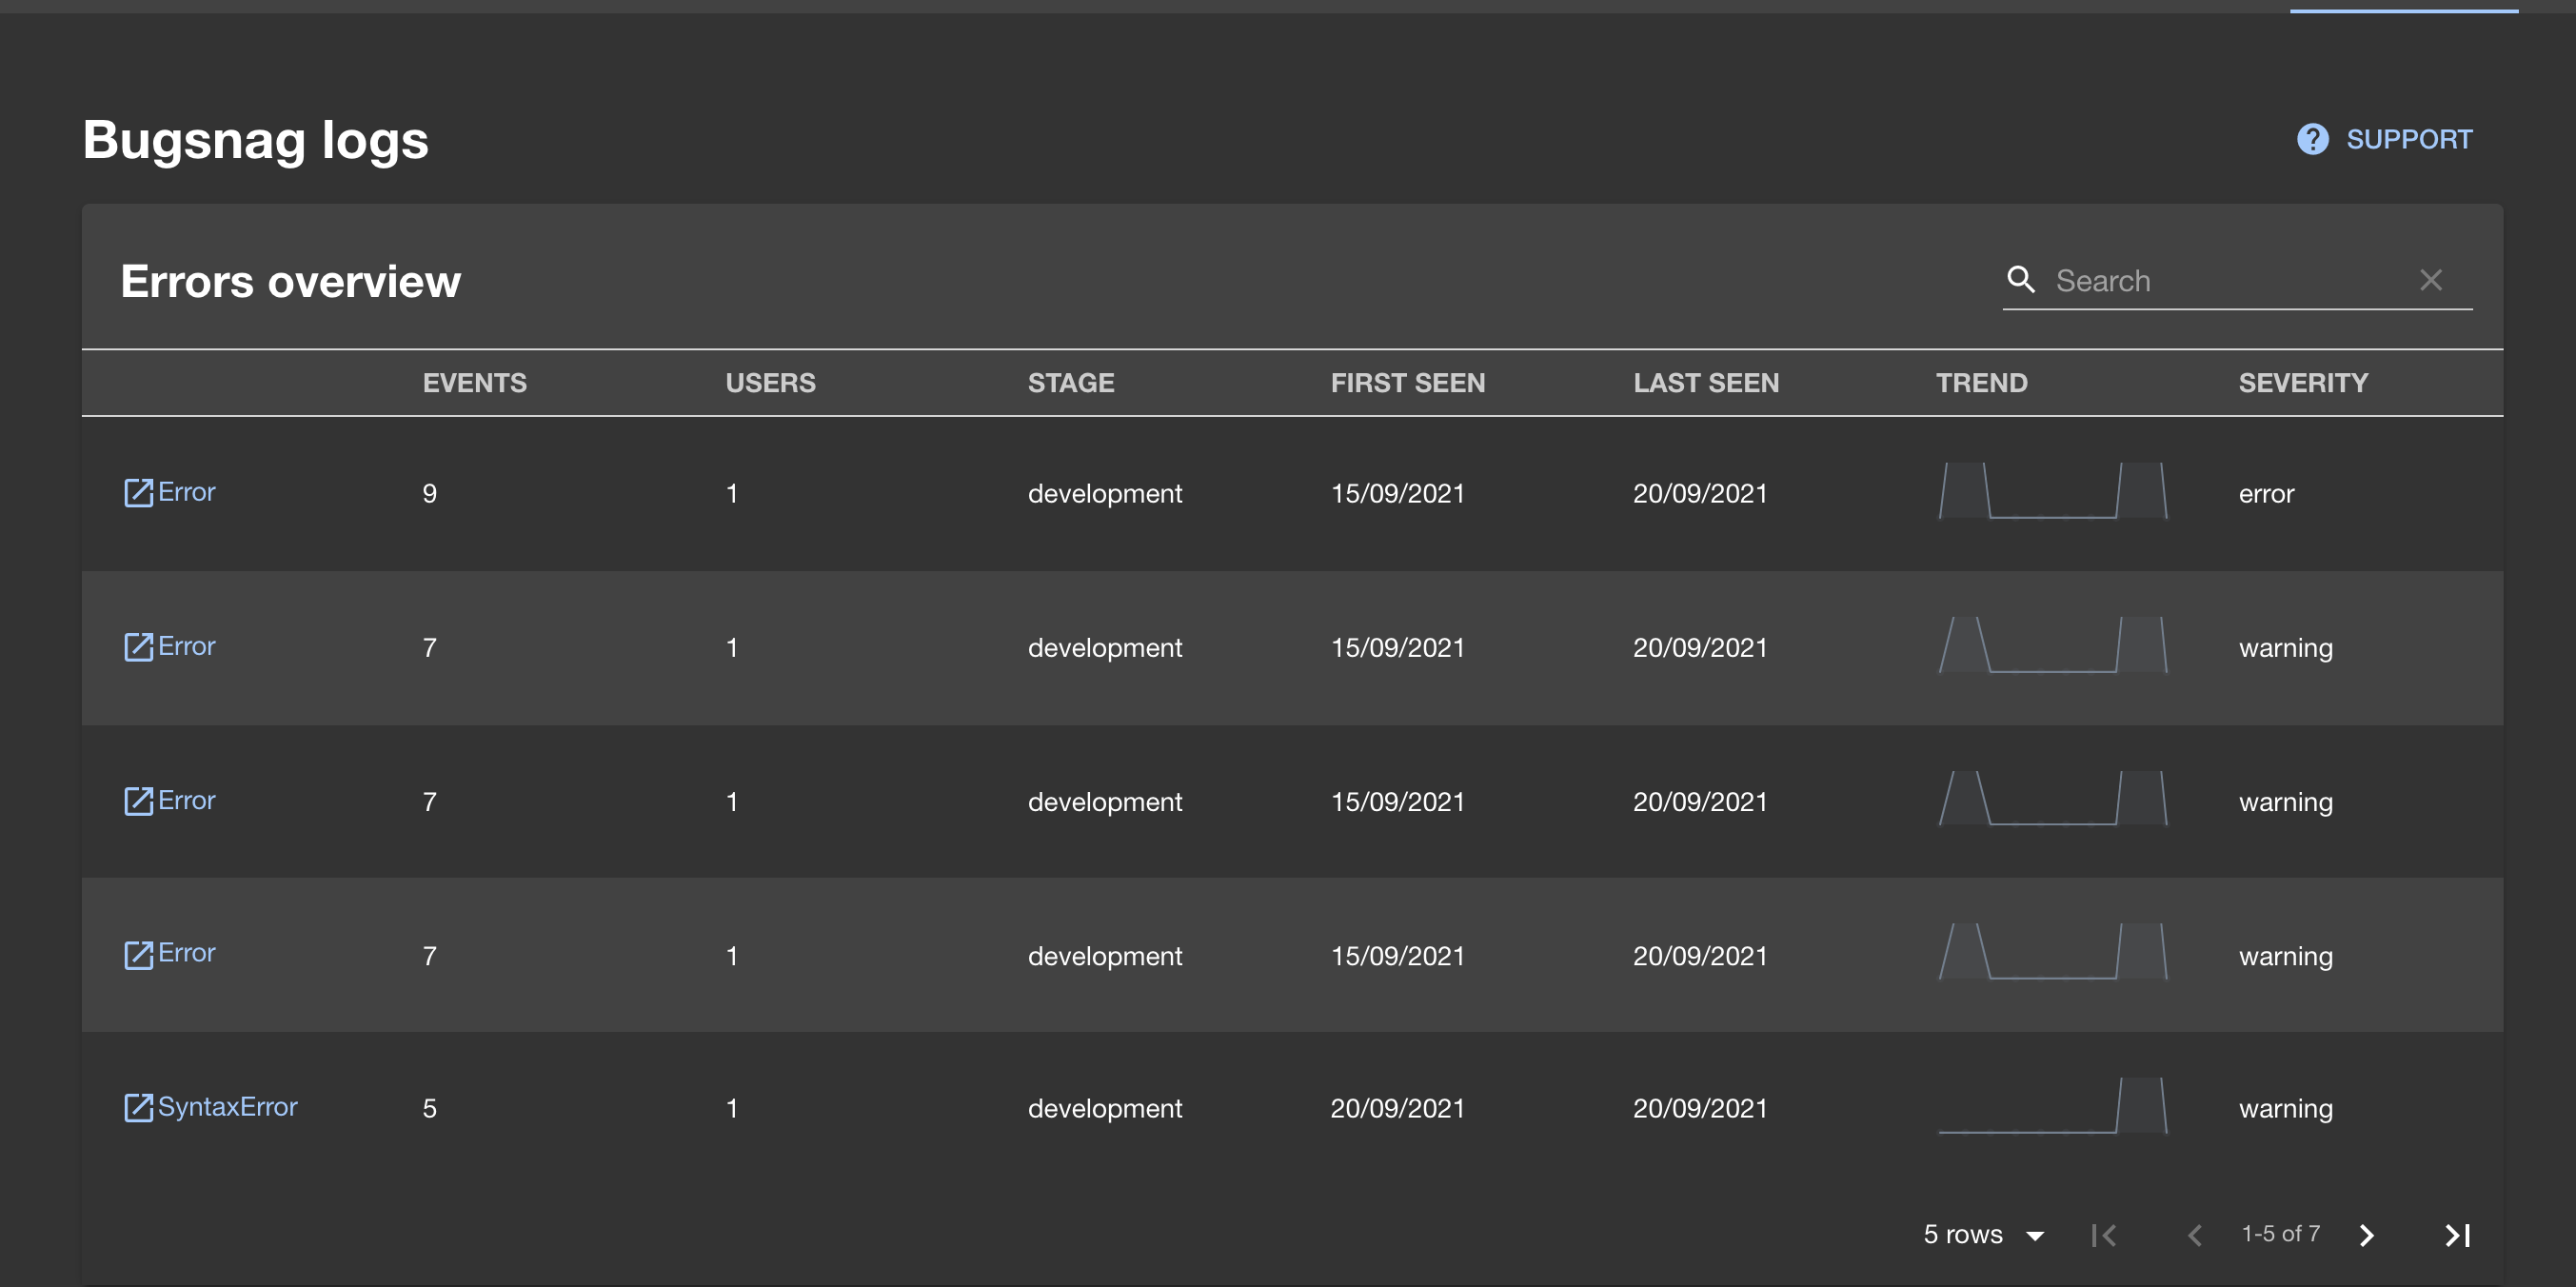 Bugsnag logs
SUPPORT
Errors overview
Search
EVENTS USERS STAGE FIRST SEEN LAST SEEN TREND SEVERITY
Error 9 1 development 15/09/2021 20/09/2021 error
Error 7 1 development 15/09/2021 20/09/2021 warning
Error 7 1 development 15/09/2021 20/09/2021 warning
Error 7 1 development 15/09/2021 20/09/2021 warning
SyntaxError 5 1 development 20/09/2021 20/09/2021 warning
5 rows 1-5 of 7